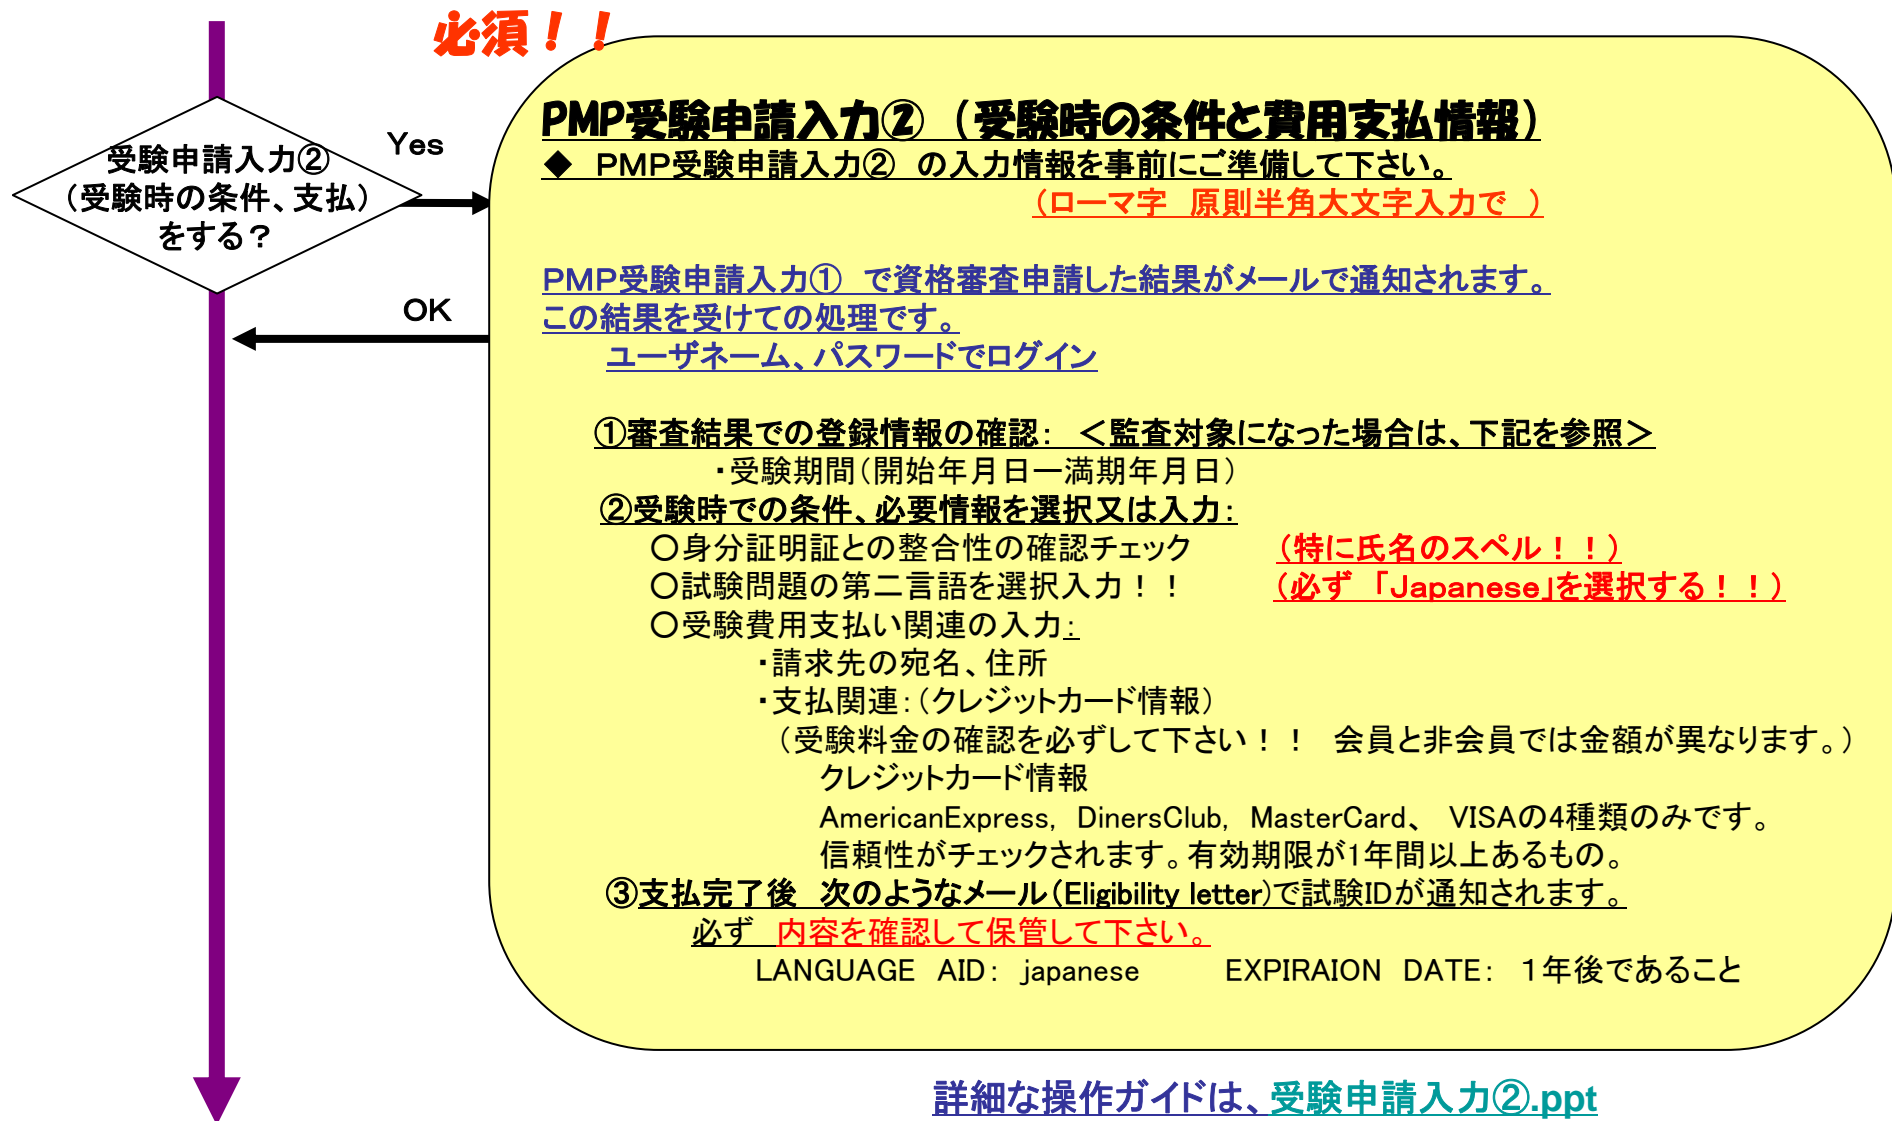 必須！！
受験申請入力②
（受験時の条件、支払）
をする？
Yes
OK
PMP受験申請入力②　（受験時の条件と費用支払情報）
◆　PMP受験申請入力②　の入力情報を事前にご準備して下さい。
（ローマ字　原則半角大文字入力で　）
PMP受験申請入力①　で資格審査申請した結果がメールで通知されます。
この結果を受けての処理です。
ユーザネーム、パスワードでログイン
①審査結果での登録情報の確認：　＜監査対象になった場合は、下記を参照＞
・受験期間（開始年月日―満期年月日）
②受験時での条件、必要情報を選択又は入力：
○身分証明証との整合性の確認チェック　（特に氏名のスペル！！）
○試験問題の第二言語を選択入力！！　（必ず　「Japanese」を選択する！！）
○受験費用支払い関連の入力：
・請求先の宛名、住所
・支払関連：（クレジットカード情報）
（受験料金の確認を必ずして下さい！！　会員と非会員では金額が異なります。）
クレジットカード情報
AmericanExpress, DinersClub, MasterCard、 VISAの4種類のみです。
信頼性がチェックされます。有効期限が1年間以上あるもの。
③支払完了後　次のようなメール（Eligibility letter)で試験IDが通知されます。
必ず　内容を確認して保管して下さい。
LANGUAGE AID： japanese　EXPIRAION DATE：　１年後であること
詳細な操作ガイドは、受験申請入力②.ppt